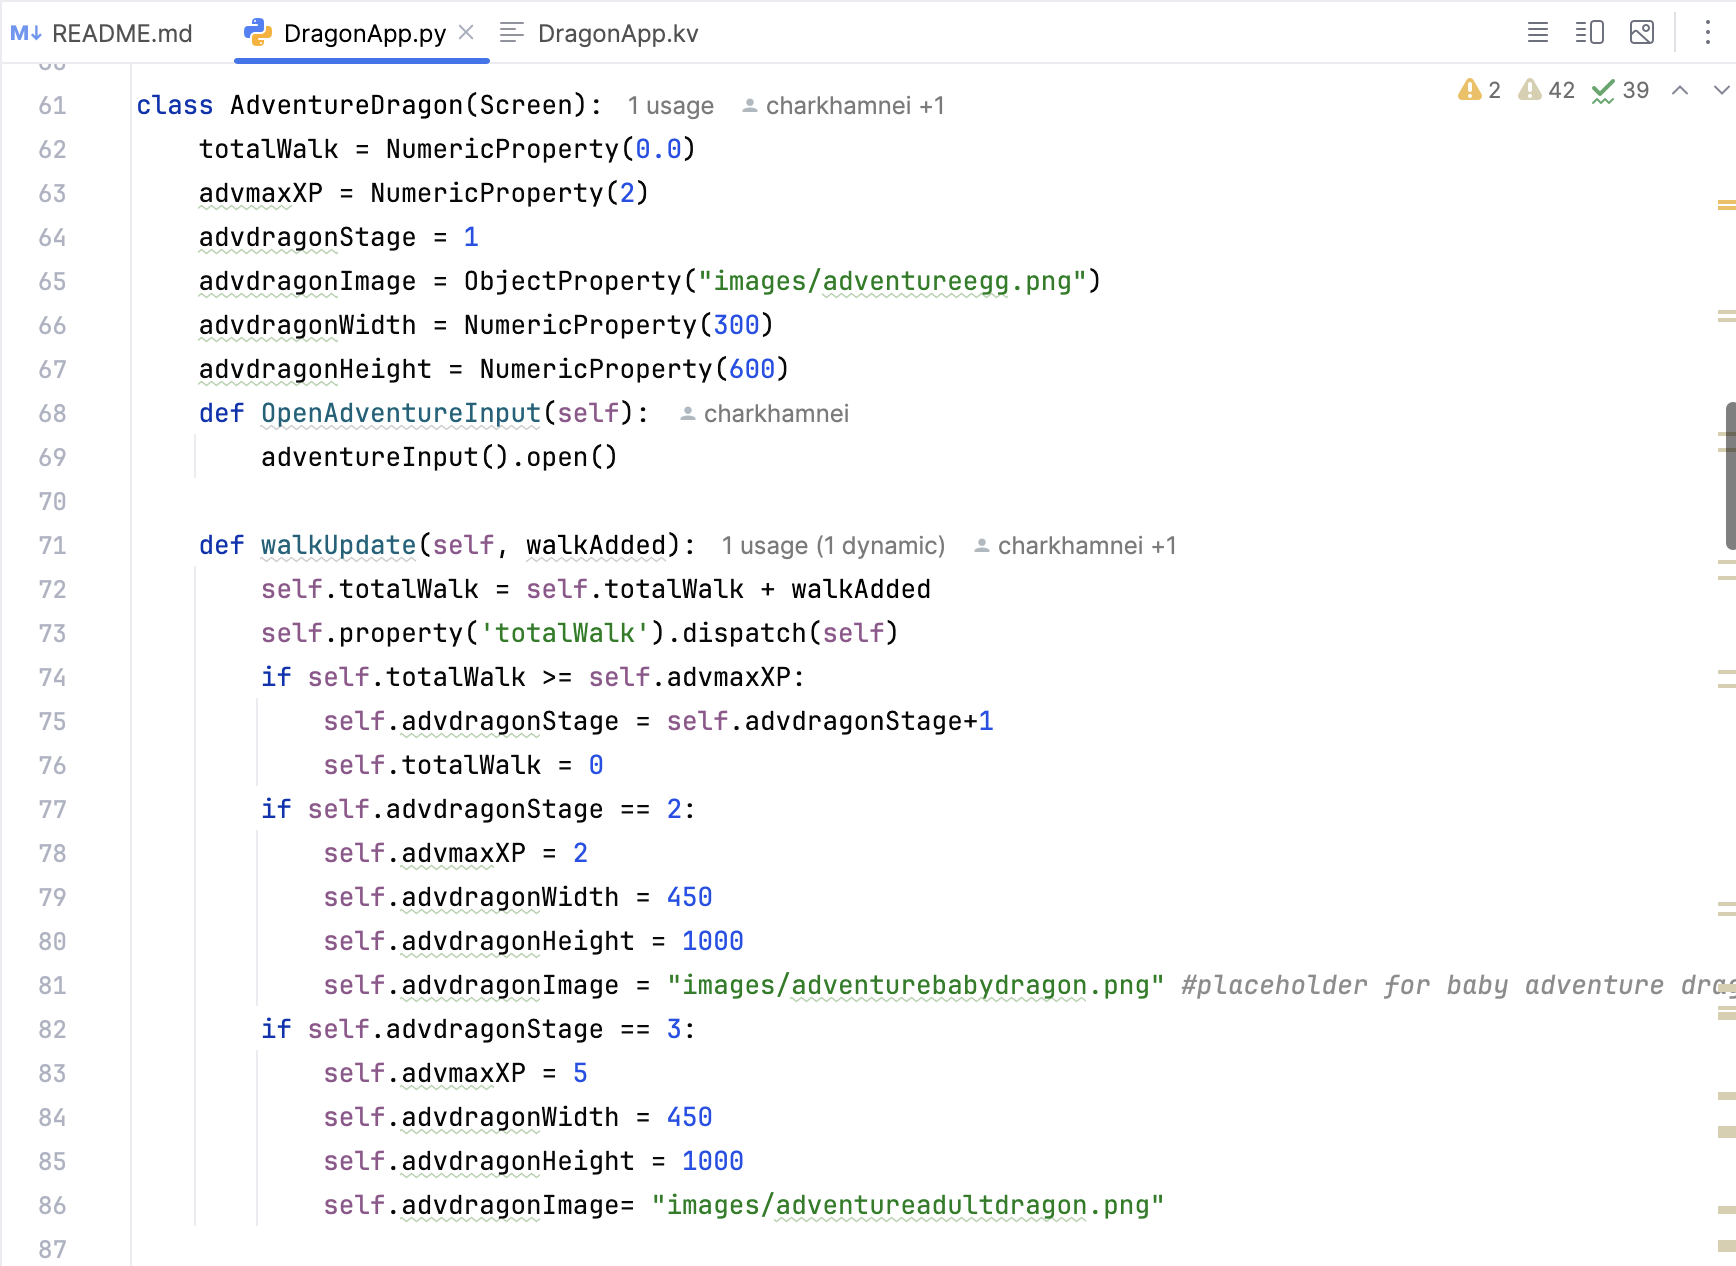 README.md DragonApp.py DragonApp.kv
61 class AdventureDragon(Screen): 1 usage charkhamnei +1 2 42 39
62 totalWalk = NumericProperty(0.0)
63 advmaxXP = NumericProperty(2)
64 advdragonStage = 1
65 advdragonImage = ObjectProperty("images/adventureegg.png")
66 advdragonWidth = NumericProperty(300)
67 advdragonHeight = NumericProperty(600)
68 def OpenAdventureInput(self): charkhamnei
69 adventureInput().open()
70
71 def walkUpdate(self, walkAdded): 1 usage (1 dynamic) charkhamnei +1
72 self.totalWalk = self.totalWalk + walkAdded
73 self.property('totalWalk').dispatch(self)
74 if self.totalWalk >= self.advmaxXP:
75 self.advdragonStage = self.advdragonStage+1
76 self.totalWalk = 0
77 if self.advdragonStage == 2:
78 self.advmaxXP = 2
79 self.advdragonWidth = 450
80 self.advdragonHeight = 1000
81 self.advdragonImage = "images/adventurebabydragon.png" #placeholder for baby adventure drag
82 if self.advdragonStage == 3:
83 self.advmaxXP = 5
84 self.advdragonWidth = 450
85 self.advdragonHeight = 1000
86 self.advdragonImage= "images/adventureadultdragon.png"
87